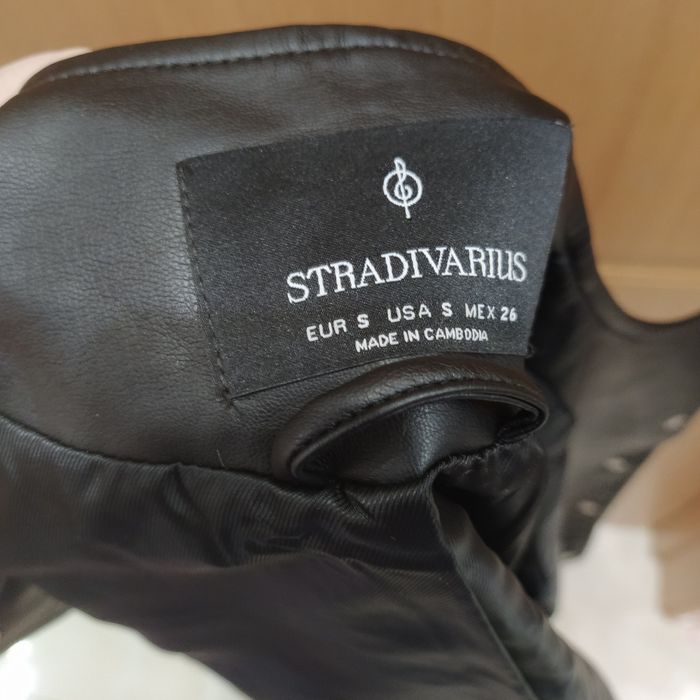 STRADIVARIUS
EUR S USA S MEX 26
MADE IN CAMBODIA